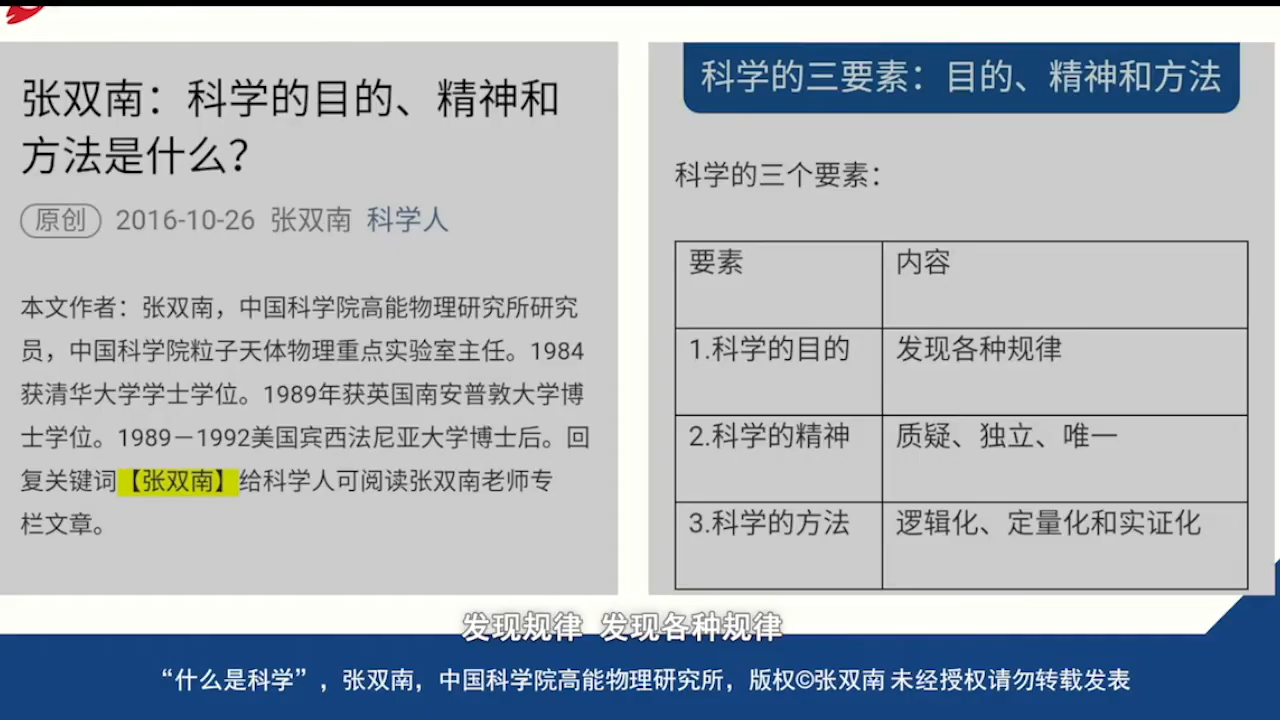 张双南：科学的目的、精神和
方法是什么？
原创 2016-10-26 张双南 科学人
本文作者：张双南，中国科学院高能物理研究所研究
员，中国科学院粒子天体物理重点实验室主任。1984
获清华大学学士学位。1989年获英国南安普敦大学博
士学位。1989－1992美国宾西法尼亚大学博士后。回
复关键词【张双南】给科学人可阅读张双南老师专
栏文章。
科学的三要素：目的、精神和方法
科学的三个要素：
要素 内容
1.科学的目的 发现各种规律
2.科学的精神 质疑、独立、唯一
3.科学的方法 逻辑化、定量化和实证化
发现规律 发现各种规律
“什么是科学”，张双南，中国科学院高能物理研究所，版权©张双南 未经授权请勿转载发表